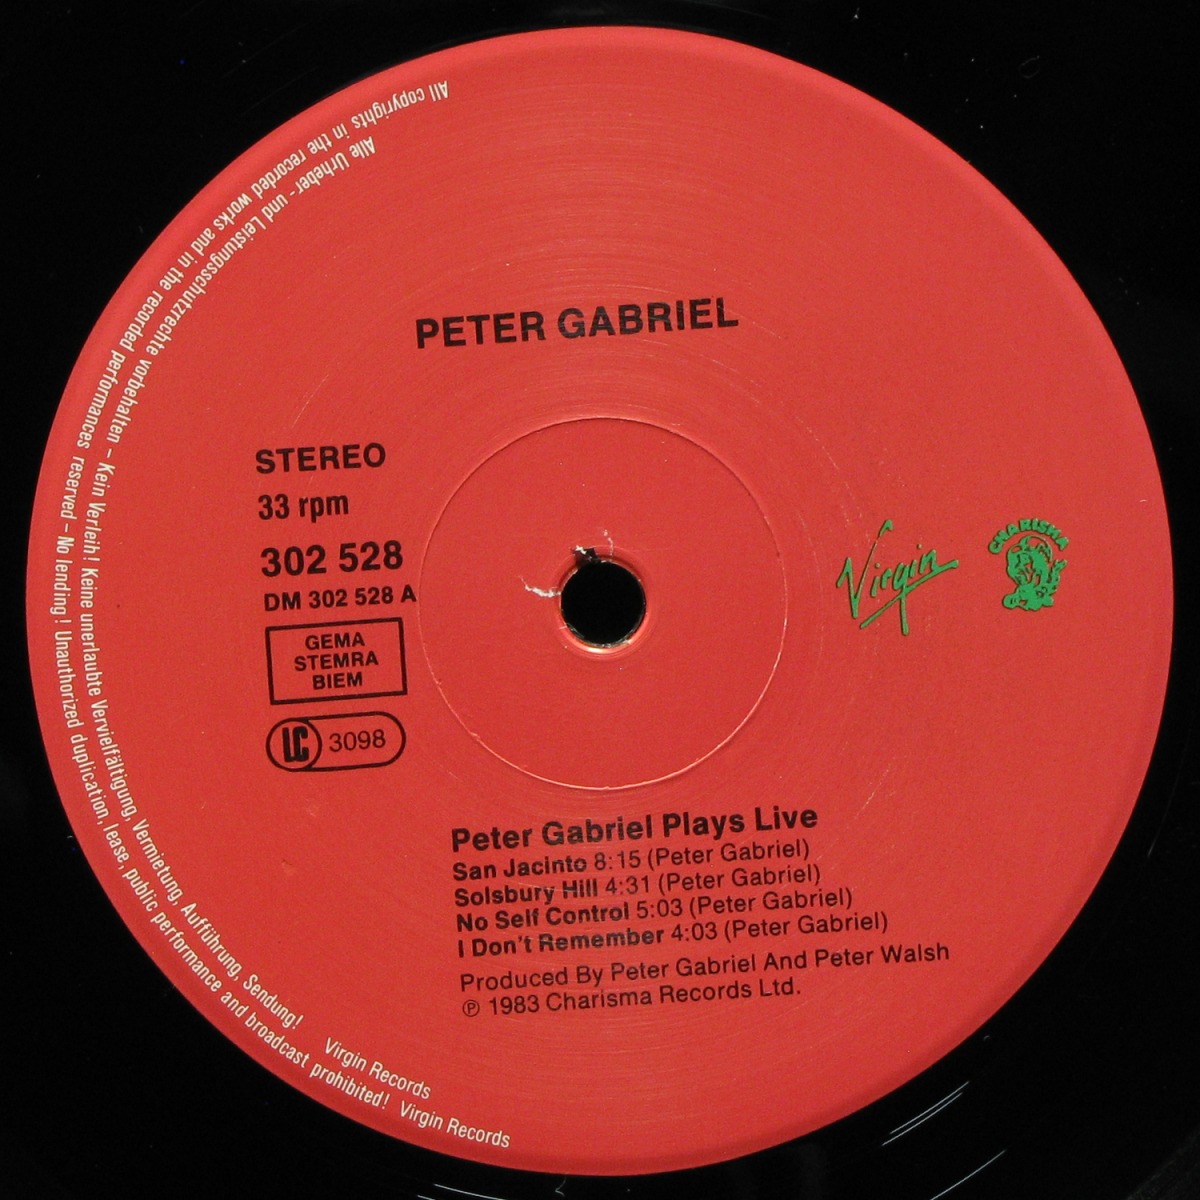 PETER GABRIEL
STEREO
33 rpm
302 528
DM 302 528 A
GEMA
STEMRA
BIEM
LC 3098
Virgin
CHARISMA
Peter Gabriel Plays Live
San Jacinto 8:15 (Peter Gabriel)
Solsbury Hill 4:31 (Peter Gabriel)
No Self Control 5:03 (Peter Gabriel)
I Don't Remember 4:03 (Peter Gabriel)
Produced By Peter Gabriel And Peter Walsh
℗ 1983 Charisma Records Ltd.
Alle Urheber- und Leistungsschutzrechte vorbehalten – Kein Verleih! Keine unerlaubte Vervielfältigung, Vermietung, Aufführung, Sendung! Virgin Records
All copyrights in the recorded works and in the recorded performances reserved – No lending! Unauthorized duplication, lease, public performance and broadcast prohibited! Virgin Records